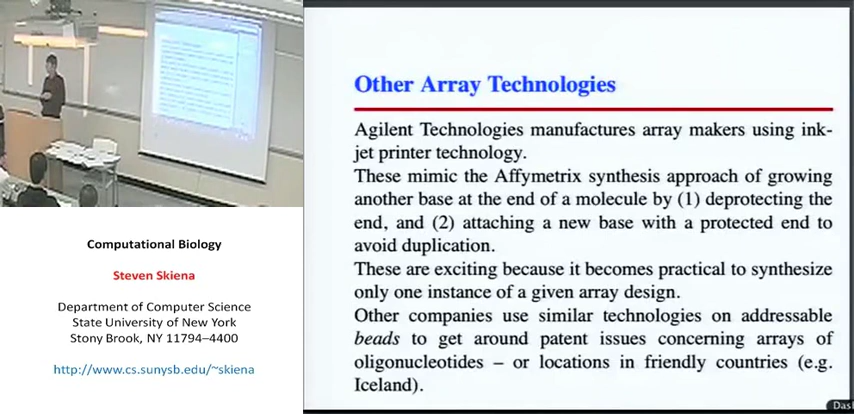 Other Array Technologies
Agilent Technologies manufactures array makers using ink-
jet printer technology.
These mimic the Affymetrix synthesis approach of growing
another base at the end of a molecule by (1) deprotecting the
end, and (2) attaching a new base with a protected end to
avoid duplication.
These are exciting because it becomes practical to synthesize
only one instance of a given array design.
Other companies use similar technologies on addressable
beads to get around patent issues concerning arrays of
oligonucleotides – or locations in friendly countries (e.g.
Iceland).
Computational Biology
Steven Skiena
Department of Computer Science
State University of New York
Stony Brook, NY 11794–4400
http://www.cs.sunysb.edu/~skiena